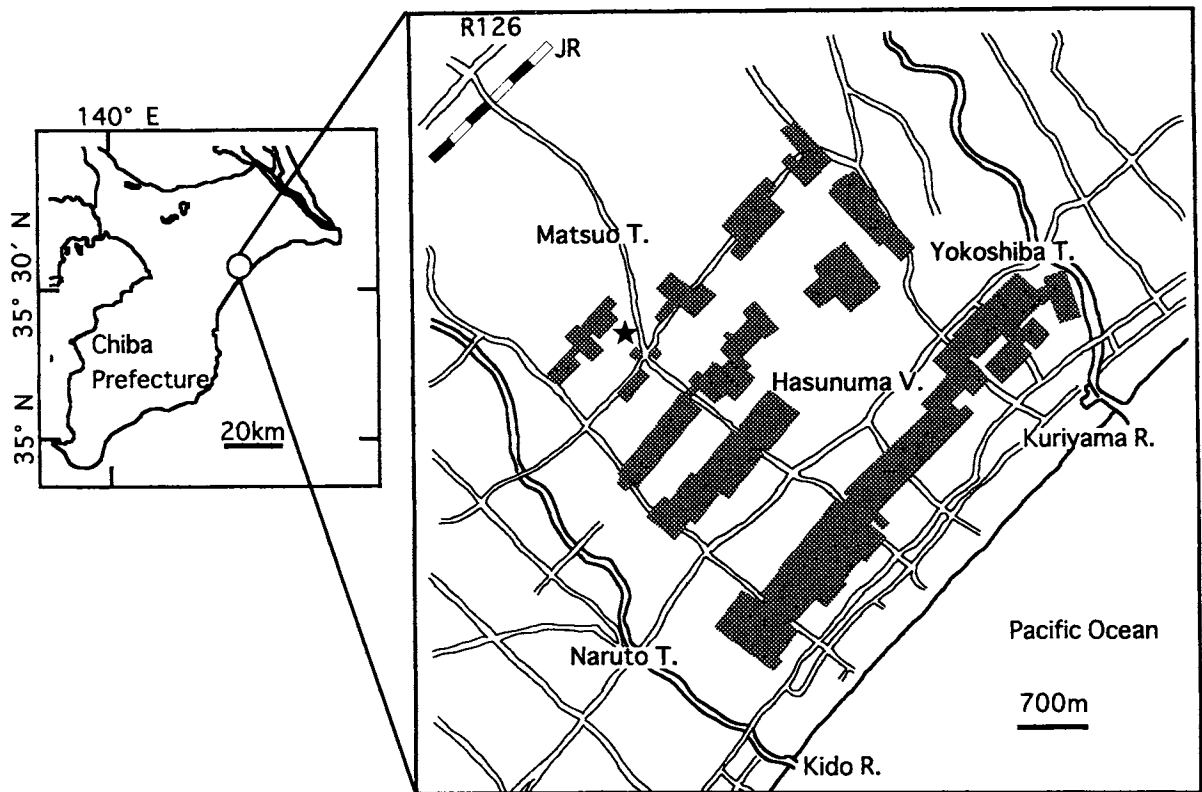 140° E
35° 30′ N
35° N
Chiba
Prefecture
20km
R126
JR
Matsuo T.
Yokoshiba T.
Hasunuma V.
Kuriyama R.
Naruto T.
Pacific Ocean
700m
Kido R.